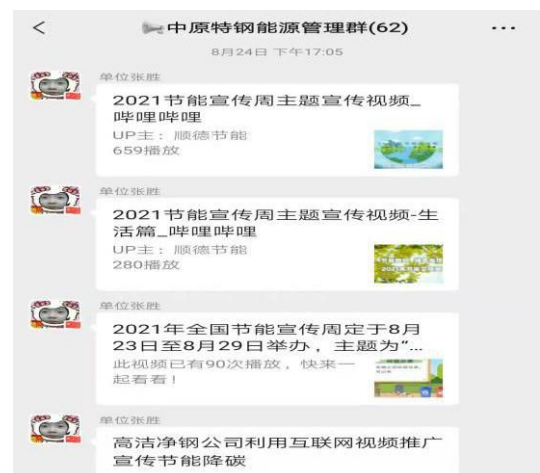 中原特钢能源管理群(62)
8月24日 下午17:05
单位张胜
2021节能宣传周主题宣传视频_
哔哩哔哩
UP主：顺德节能
659播放
单位张胜
2021节能宣传周主题宣传视频-生
活篇_哔哩哔哩
UP主：顺德节能
280播放
单位张胜
2021年全国节能宣传周定于8月
23日至8月29日举办，主题为“...
此视频已有90次播放，快来一
起看看！
单位张胜
高洁净钢公司利用互联网视频推广
宣传节能降碳